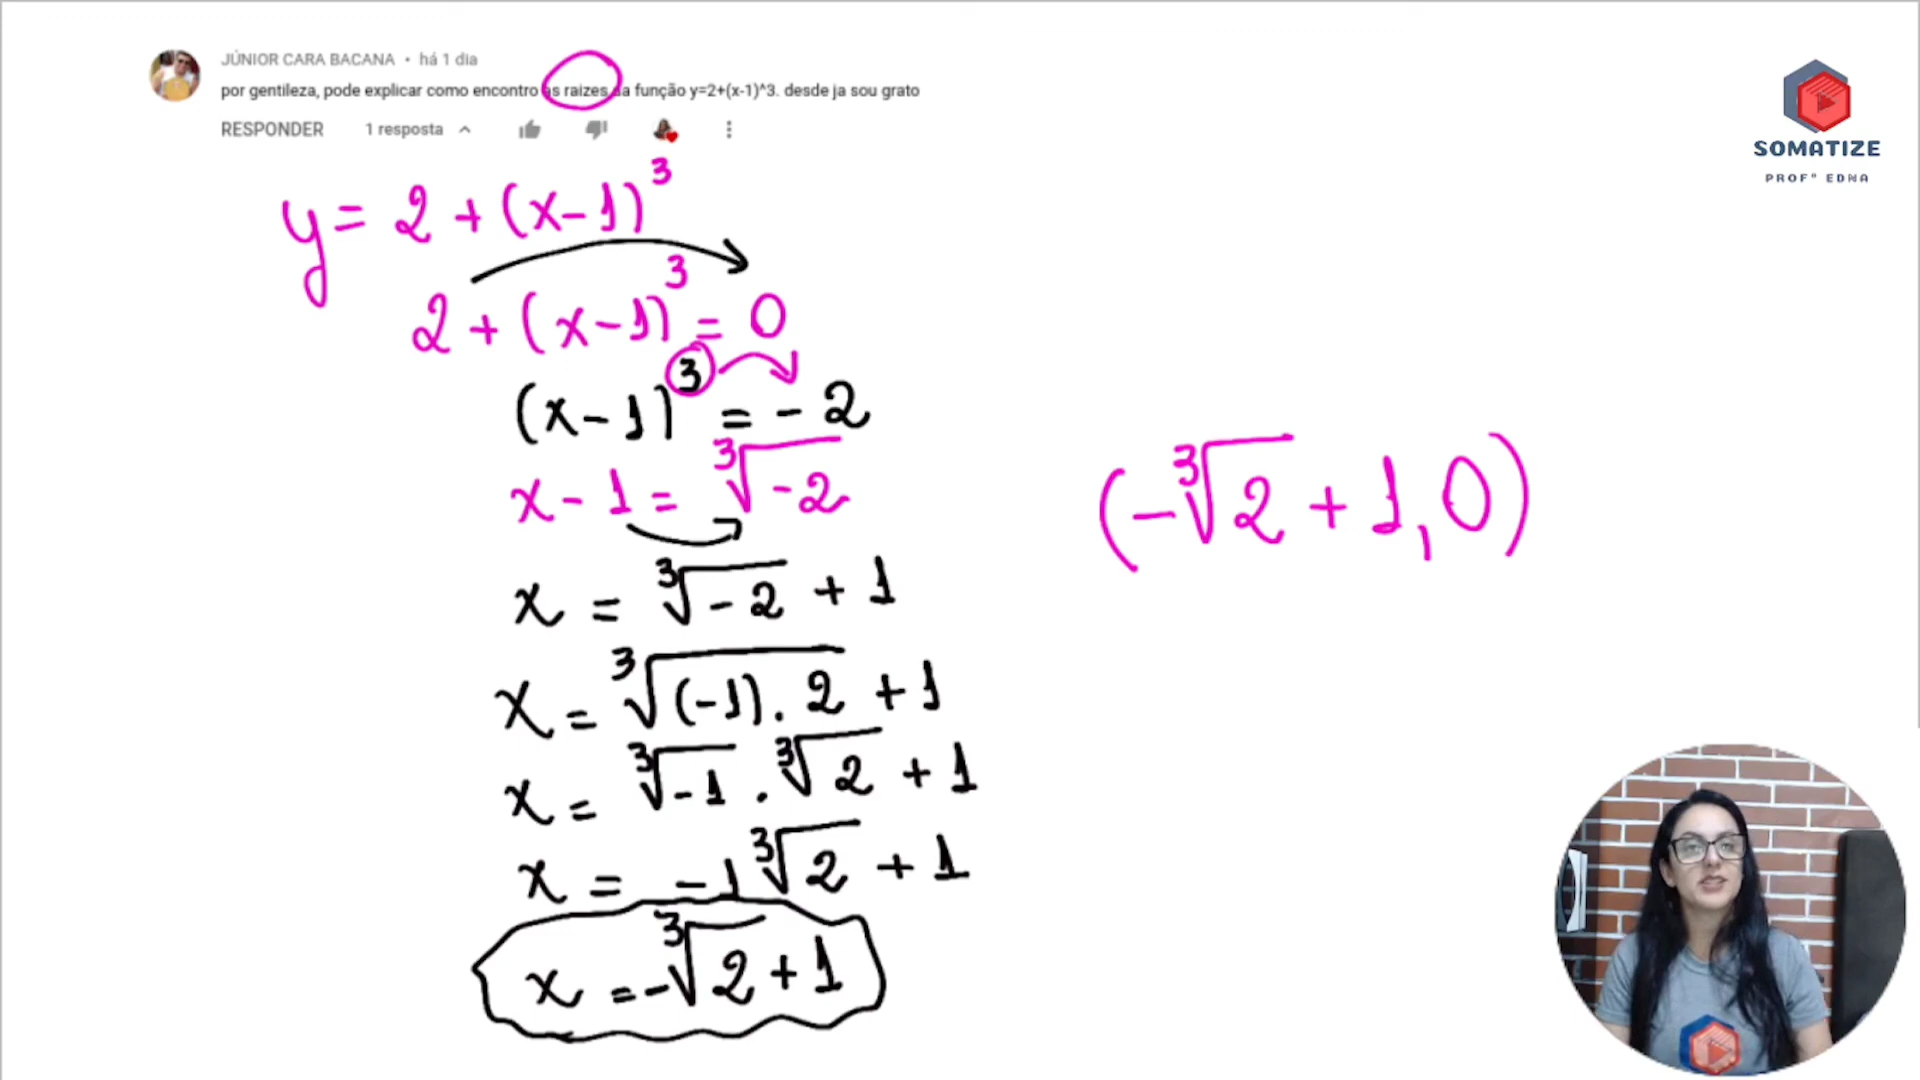 JÚNIOR CARA BACANA • há 1 dia
por gentileza, pode explicar como encontro as raizes da função y=2+(x-1)^3. desde ja sou grato
RESPONDER 1 resposta
SOMATIZE
PROFª EDNA
y = 2 + (x-1)³
2 + (x-1)³ = 0
(x-1)³ = -2
x - 1 = ∛-2
x = ∛-2 + 1
x = ∛(-1).2 + 1
x = ∛-1 . ∛2 + 1
x = -1∛2 + 1
x = -∛2 + 1
(-∛2 + 1, 0)